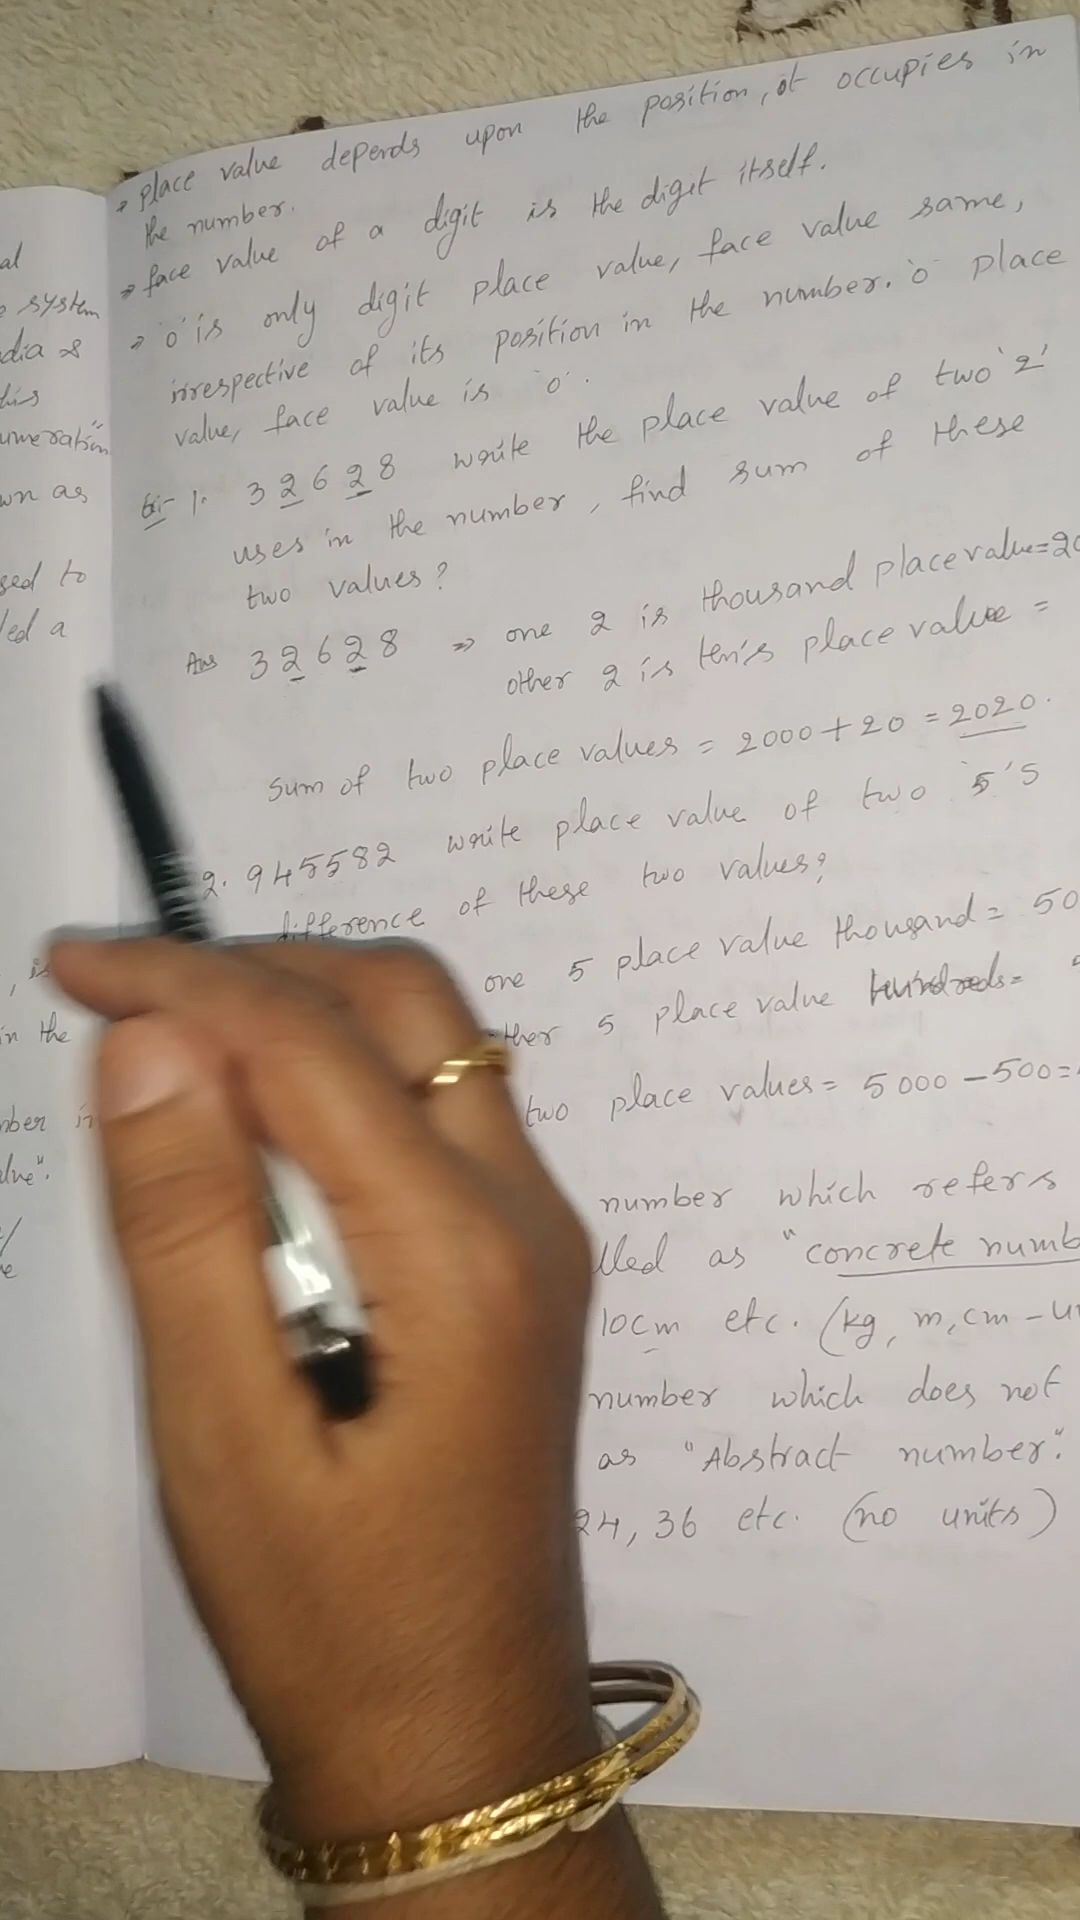 al
system
dia &
this
umeration"
wn as
sed to
led a
in the
mber in
alue".
→ place value depends upon the position, it occupies in
the number.
→ face value of a digit is the digit itself.
→ '0' is only digit place value, face value same,
irrespective of its position in the number. '0' place
value, face value is '0'.
Ex:- 1. 32628 write the place value of two '2'
uses in the number, find sum of these
two values?
Ans 32628 ⇒ one 2 is thousand place value = 20
other 2 is ten's place value =
Sum of two place values = 2000 + 20 = 2020.
2. 945582 write place value of two '5's
difference of these two values?
one 5 place value thousand = 50
ther 5 place value hundreds =
two place values = 5000 - 500 =
number which refers
lled as "concrete numb
10cm etc. (kg, m, cm - un
number which does not
as "Abstract number".
24, 36 etc. (no units)